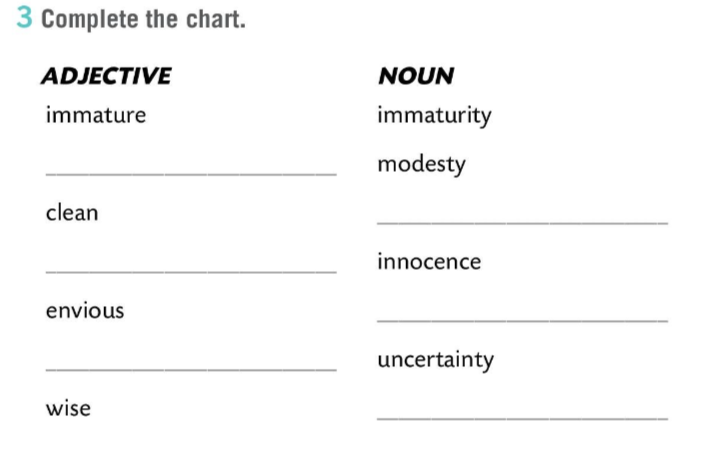 3 Complete the chart.
ADJECTIVE NOUN
immature immaturity
modesty
clean
innocence
envious
uncertainty
wise